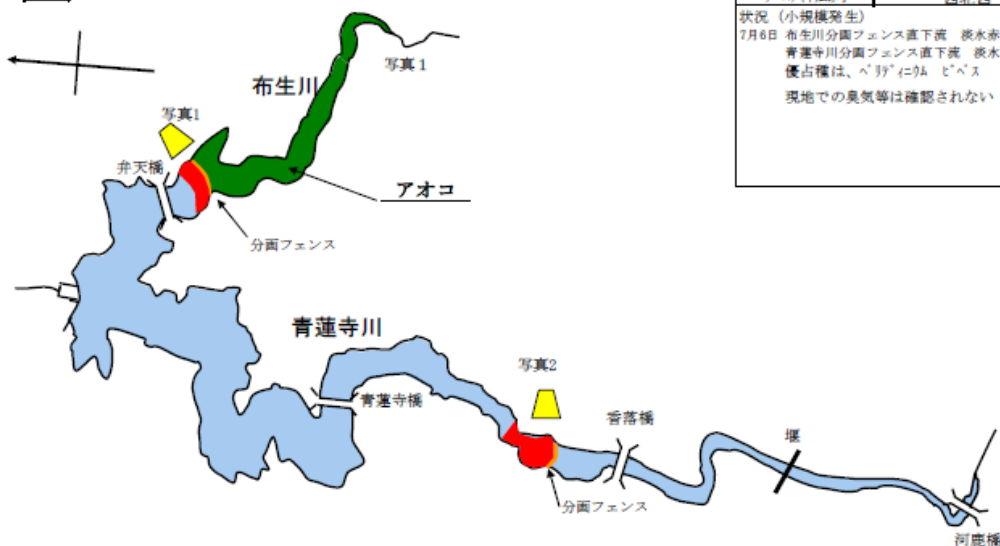 状況（小規模発生）
7月6日 布生川分画フェンス直下流 淡水赤
青蓮寺川分画フェンス直下流 淡水
優占種は、ペリディニウム ビペス
現地での臭気等は確認されない
写真1
布生川
写真1
弁天橋
アオコ
分画フェンス
青蓮寺川
写真2
青蓮寺橋
香落橋
堰
分画フェンス
河鹿橋